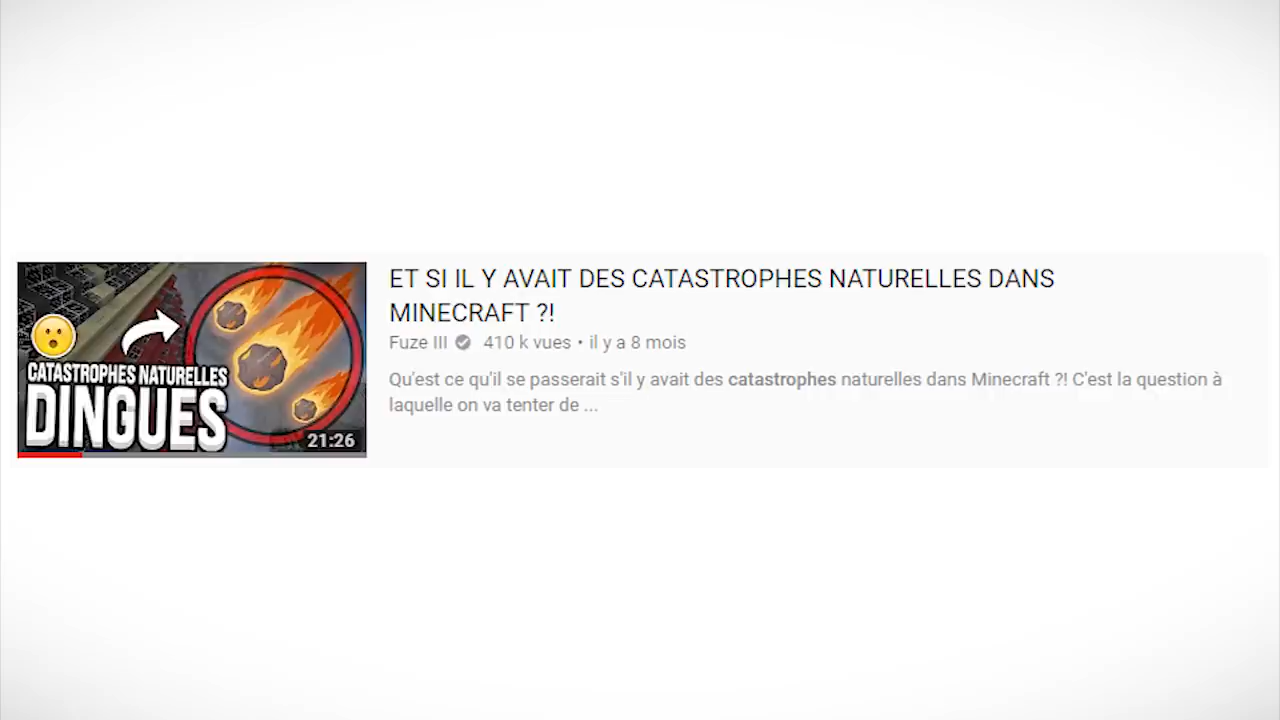 CATASTROPHES NATURELLES
DINGUES
21:26
ET SI IL Y AVAIT DES CATASTROPHES NATURELLES DANS
MINECRAFT ?!
Fuze III 410 k vues • il y a 8 mois
Qu'est ce qu'il se passerait s'il y avait des catastrophes naturelles dans Minecraft ?! C'est la question à
laquelle on va tenter de ...